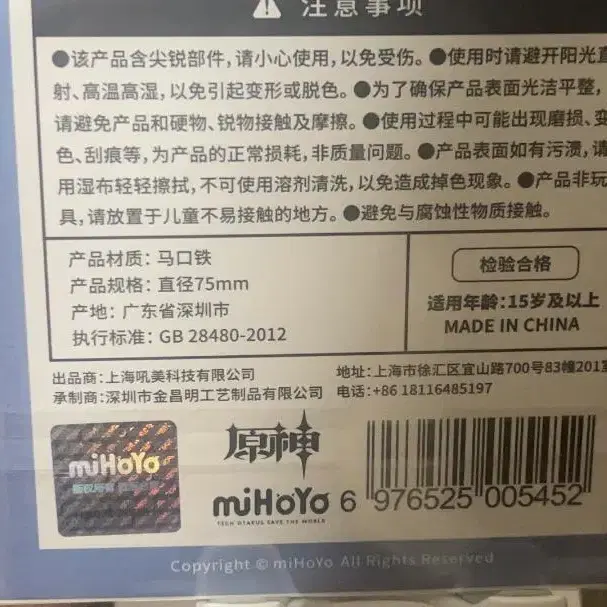 注意事项
●该产品含尖锐部件,请小心使用,以免受伤。●使用时请避开阳光直
射、高温高湿,以免引起变形或脱色。●为了确保产品表面光洁平整,
请避免产品和硬物、锐物接触及摩擦。●使用过程中可能出现磨损、变
色、刮痕等,为产品的正常损耗,非质量问题。●产品表面如有污渍,请
用湿布轻轻擦拭,不可使用溶剂清洗,以免造成掉色现象。●产品非玩
具,请放置于儿童不易接触的地方。●避免与腐蚀性物质接触。
产品材质:马口铁
产品规格:直径75mm
产地:广东省深圳市
执行标准:GB 28480-2012
检验合格
适用年龄:15岁及以上
MADE IN CHINA
出品商:上海吼美科技有限公司
承制商:深圳市金昌明工艺制品有限公司
地址:上海市徐汇区宜山路700号83幢201室
电话:+86 18116485197
miHoYo
版权所有
原神
miHoYo
TECH OTAKUS SAVE THE WORLD
6 976525 005452
Copyright © miHoYo All Rights Reserved